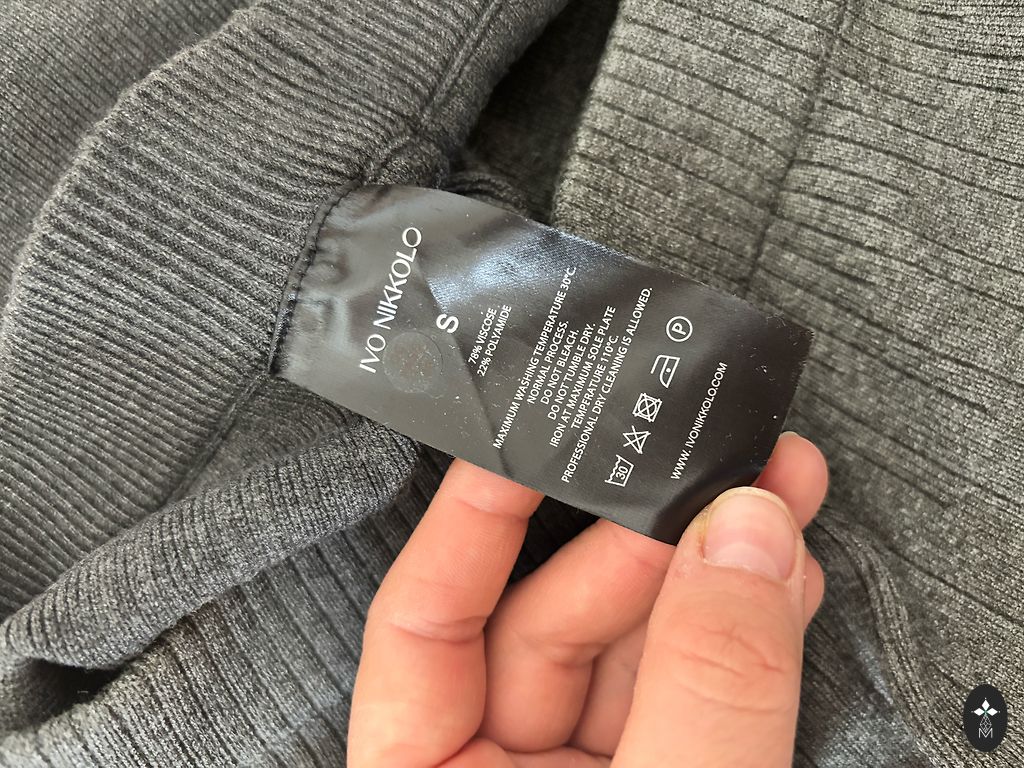 IVO NIKKOLO
S
78% VISCOSE
22% POLYAMIDE
MAXIMUM WASHING TEMPERATURE 30°C.
NORMAL PROCESS.
DO NOT BLEACH.
DO NOT TUMBLE DRY.
IRON AT MAXIMUM SOLE PLATE
TEMPERATURE 110°C.
PROFESSIONAL DRY CLEANING IS ALLOWED.
30
P
WWW.IVONIKKOLO.COM